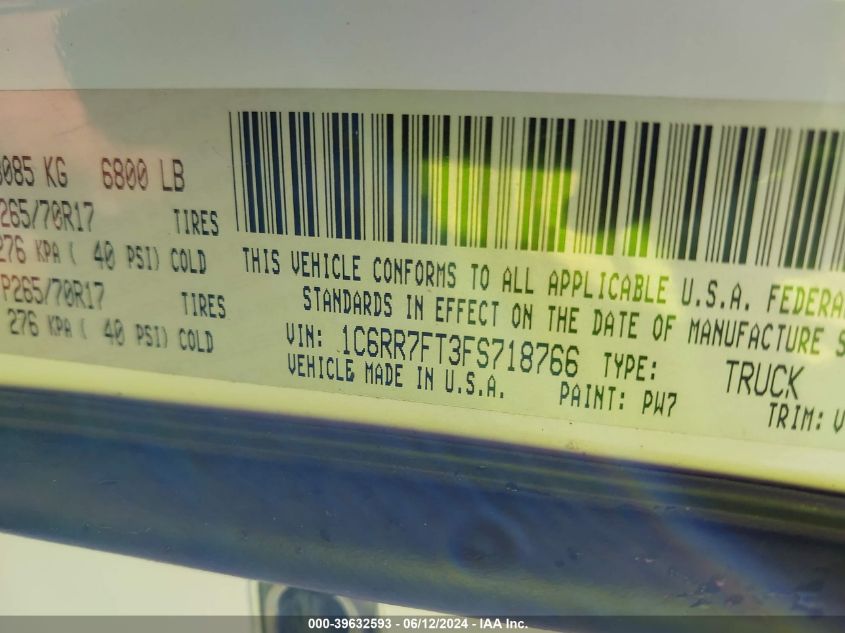 085 KG 6800 LB
265/70R17 TIRES
276 KPA ( 40 PSI) COLD
P265/70R17 TIRES
276 KPA ( 40 PSI) COLD
THIS VEHICLE CONFORMS TO ALL APPLICABLE U.S.A. FEDERA
STANDARDS IN EFFECT ON THE DATE OF MANUFACTURE S
VIN: 1C6RR7FT3FS718766 TYPE: TRUCK
VEHICLE MADE IN U.S.A. PAINT: PW7
TRIM: V
000-39632593 - 06/12/2024 - IAA Inc.